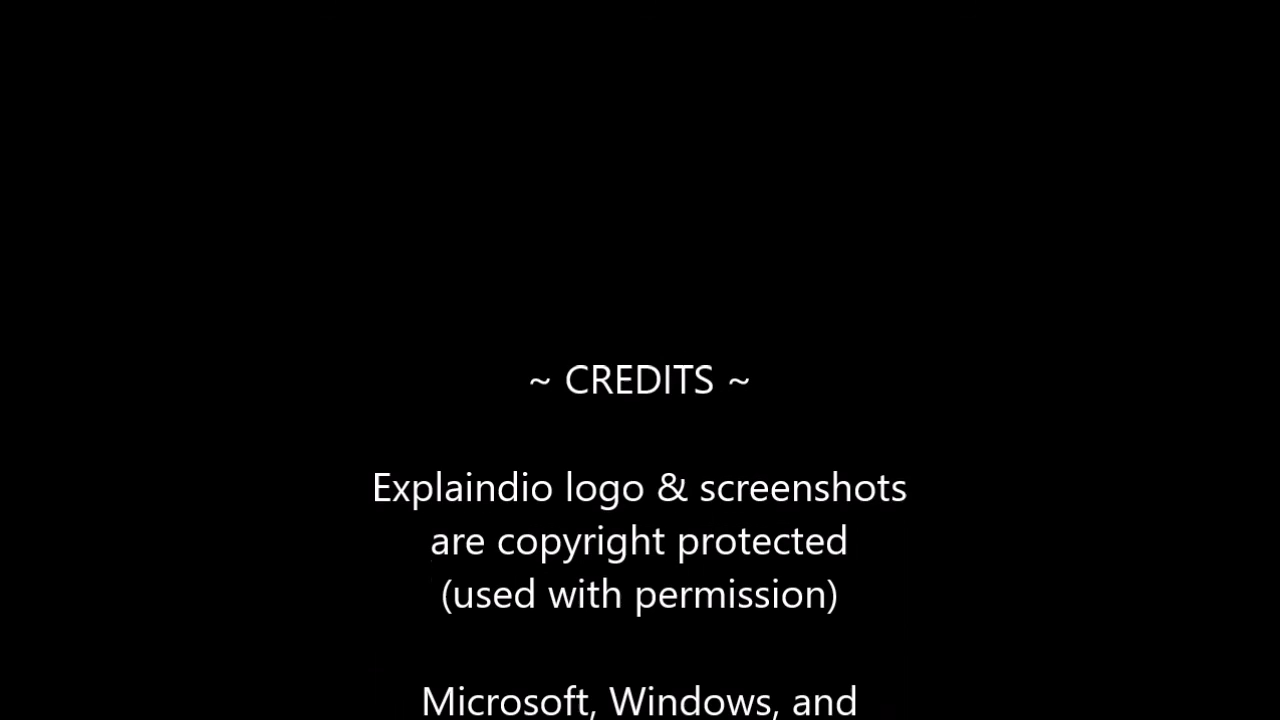 ~ CREDITS ~
Explaindio logo & screenshots
are copyright protected
(used with permission)
Microsoft, Windows, and